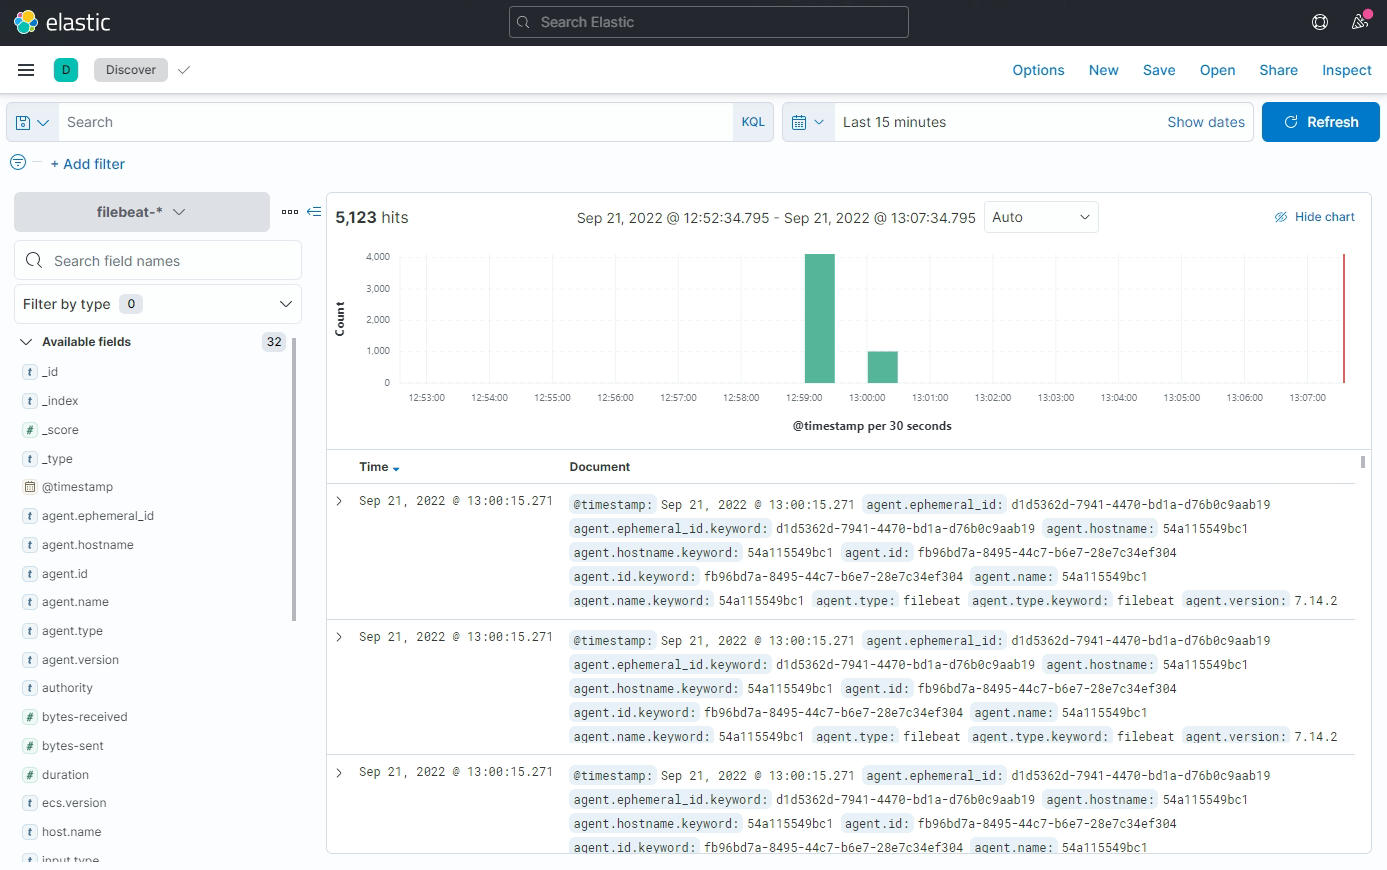 elastic
Search Elastic
D
Discover
Options
New
Save
Open
Share
Inspect
Search
KQL
Last 15 minutes
Show dates
Refresh
+ Add filter
filebeat-*
Search field names
Filter by type 0
Available fields 32
t _id
t _index
# _score
t _type
@timestamp
t agent.ephemeral_id
t agent.hostname
t agent.id
t agent.name
t agent.type
t agent.version
t authority
# bytes-received
# bytes-sent
# duration
t ecs.version
t host.name
t input.type
5,123 hits
Sep 21, 2022 @ 12:52:34.795 - Sep 21, 2022 @ 13:07:34.795
Auto
Hide chart
Count
4,000
3,000
2,000
1,000
0
12:53:00 12:54:00 12:55:00 12:56:00 12:57:00 12:58:00 12:59:00 13:00:00 13:01:00 13:02:00 13:03:00 13:04:00 13:05:00 13:06:00 13:07:00
@timestamp per 30 seconds
Time
Document
Sep 21, 2022 @ 13:00:15.271
@timestamp: Sep 21, 2022 @ 13:00:15.271 agent.ephemeral_id: d1d5362d-7941-4470-bd1a-d76b0c9aab19
agent.ephemeral_id.keyword: d1d5362d-7941-4470-bd1a-d76b0c9aab19 agent.hostname: 54a115549bc1
agent.hostname.keyword: 54a115549bc1 agent.id: fb96bd7a-8495-44c7-b6e7-28e7c34ef304
agent.id.keyword: fb96bd7a-8495-44c7-b6e7-28e7c34ef304 agent.name: 54a115549bc1
agent.name.keyword: 54a115549bc1 agent.type: filebeat agent.type.keyword: filebeat agent.version: 7.14.2
Sep 21, 2022 @ 13:00:15.271
@timestamp: Sep 21, 2022 @ 13:00:15.271 agent.ephemeral_id: d1d5362d-7941-4470-bd1a-d76b0c9aab19
agent.ephemeral_id.keyword: d1d5362d-7941-4470-bd1a-d76b0c9aab19 agent.hostname: 54a115549bc1
agent.hostname.keyword: 54a115549bc1 agent.id: fb96bd7a-8495-44c7-b6e7-28e7c34ef304
agent.id.keyword: fb96bd7a-8495-44c7-b6e7-28e7c34ef304 agent.name: 54a115549bc1
agent.name.keyword: 54a115549bc1 agent.type: filebeat agent.type.keyword: filebeat agent.version: 7.14.2
Sep 21, 2022 @ 13:00:15.271
@timestamp: Sep 21, 2022 @ 13:00:15.271 agent.ephemeral_id: d1d5362d-7941-4470-bd1a-d76b0c9aab19
agent.ephemeral_id.keyword: d1d5362d-7941-4470-bd1a-d76b0c9aab19 agent.hostname: 54a115549bc1
agent.hostname.keyword: 54a115549bc1 agent.id: fb96bd7a-8495-44c7-b6e7-28e7c34ef304
agent.id.keyword: fb96bd7a-8495-44c7-b6e7-28e7c34ef304 agent.name: 54a115549bc1